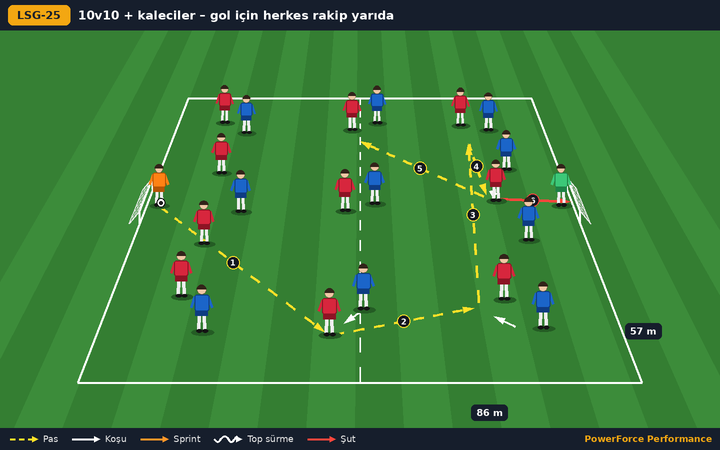 LSG-25 10v10 + kaleciler – gol için herkes rakip yarıda
5
4
3
1
2
57 m
86 m
Pas Koşu Sprint Top sürme Şut PowerForce Performance